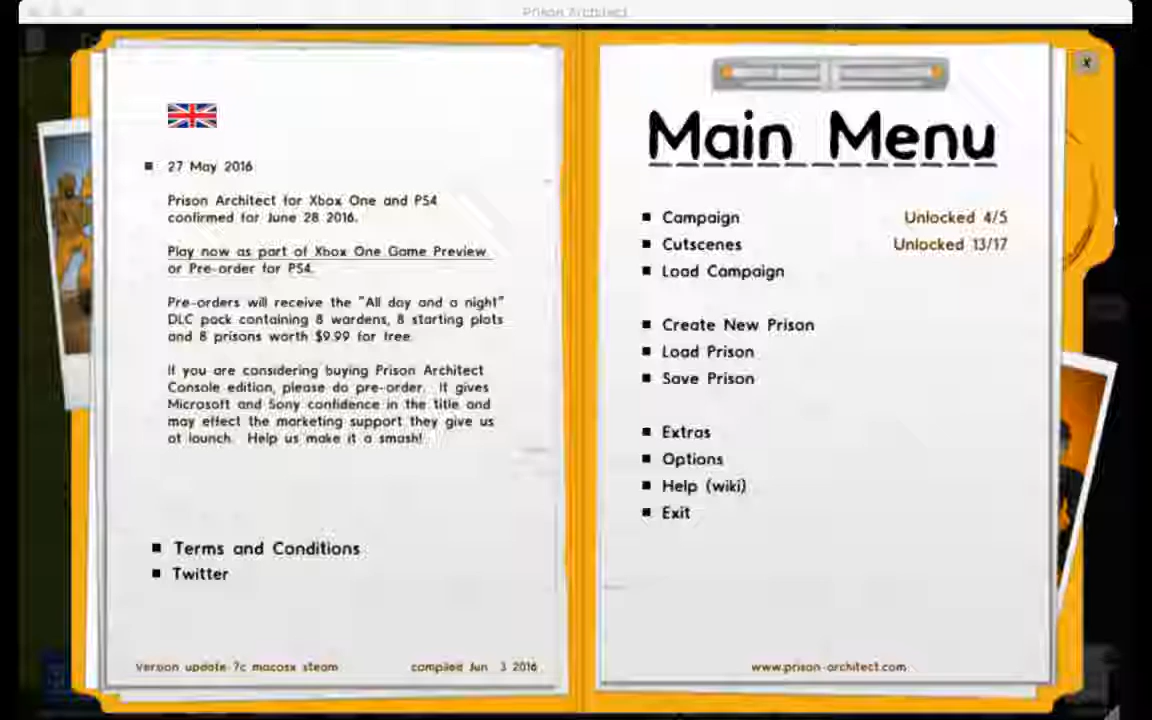 Prison Architect
27 May 2016
Prison Architect for Xbox One and PS4
confirmed for June 28 2016.
Play now as part of Xbox One Game Preview
or Pre-order for PS4.
Pre-orders will receive the "All day and a night"
DLC pack containing 8 wardens, 8 starting plots
and 8 prisons worth $9.99 for free.
If you are considering buying Prison Architect
Console edition, please do pre-order. It gives
Microsoft and Sony confidence in the title and
may effect the marketing support they give us
at launch. Help us make it a smash!
Terms and Conditions
Twitter
Version update-7c macosx steam compiled Jun 3 2016
x
Main Menu
Campaign Unlocked 4/5
Cutscenes Unlocked 13/17
Load Campaign
Create New Prison
Load Prison
Save Prison
Extras
Options
Help (wiki)
Exit
www.prison-architect.com